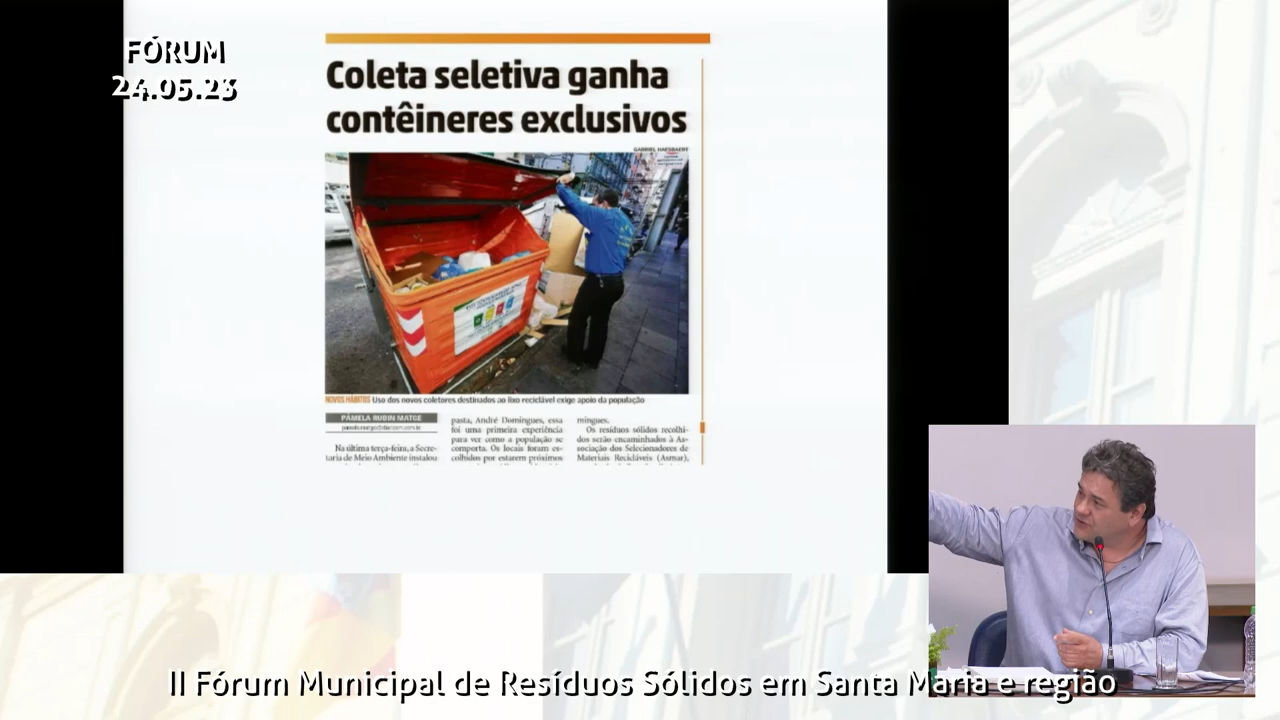 FÓRUM
24.05.23
Coleta seletiva ganha
contêineres exclusivos
GABRIEL HAESBAERT
NOVOS HÁBITOS Uso dos novos coletores destinados ao lixo reciclável exige apoio da população
PÂMELA RUBIN MATGE
Na última terça-feira, a Secre-
taria de Meio Ambiente instalou
pasta, André Domingues, essa
foi uma primeira experiência
para ver como a população se
comporta. Os locais foram es-
colhidos por estarem próximos
mingues.
Os resíduos sólidos recolhi-
dos serão encaminhados à As-
sociação dos Selecionadores de
Materiais Recicláveis (Asmar),
II Fórum Municipal de Resíduos Sólidos em Santa Maria e região